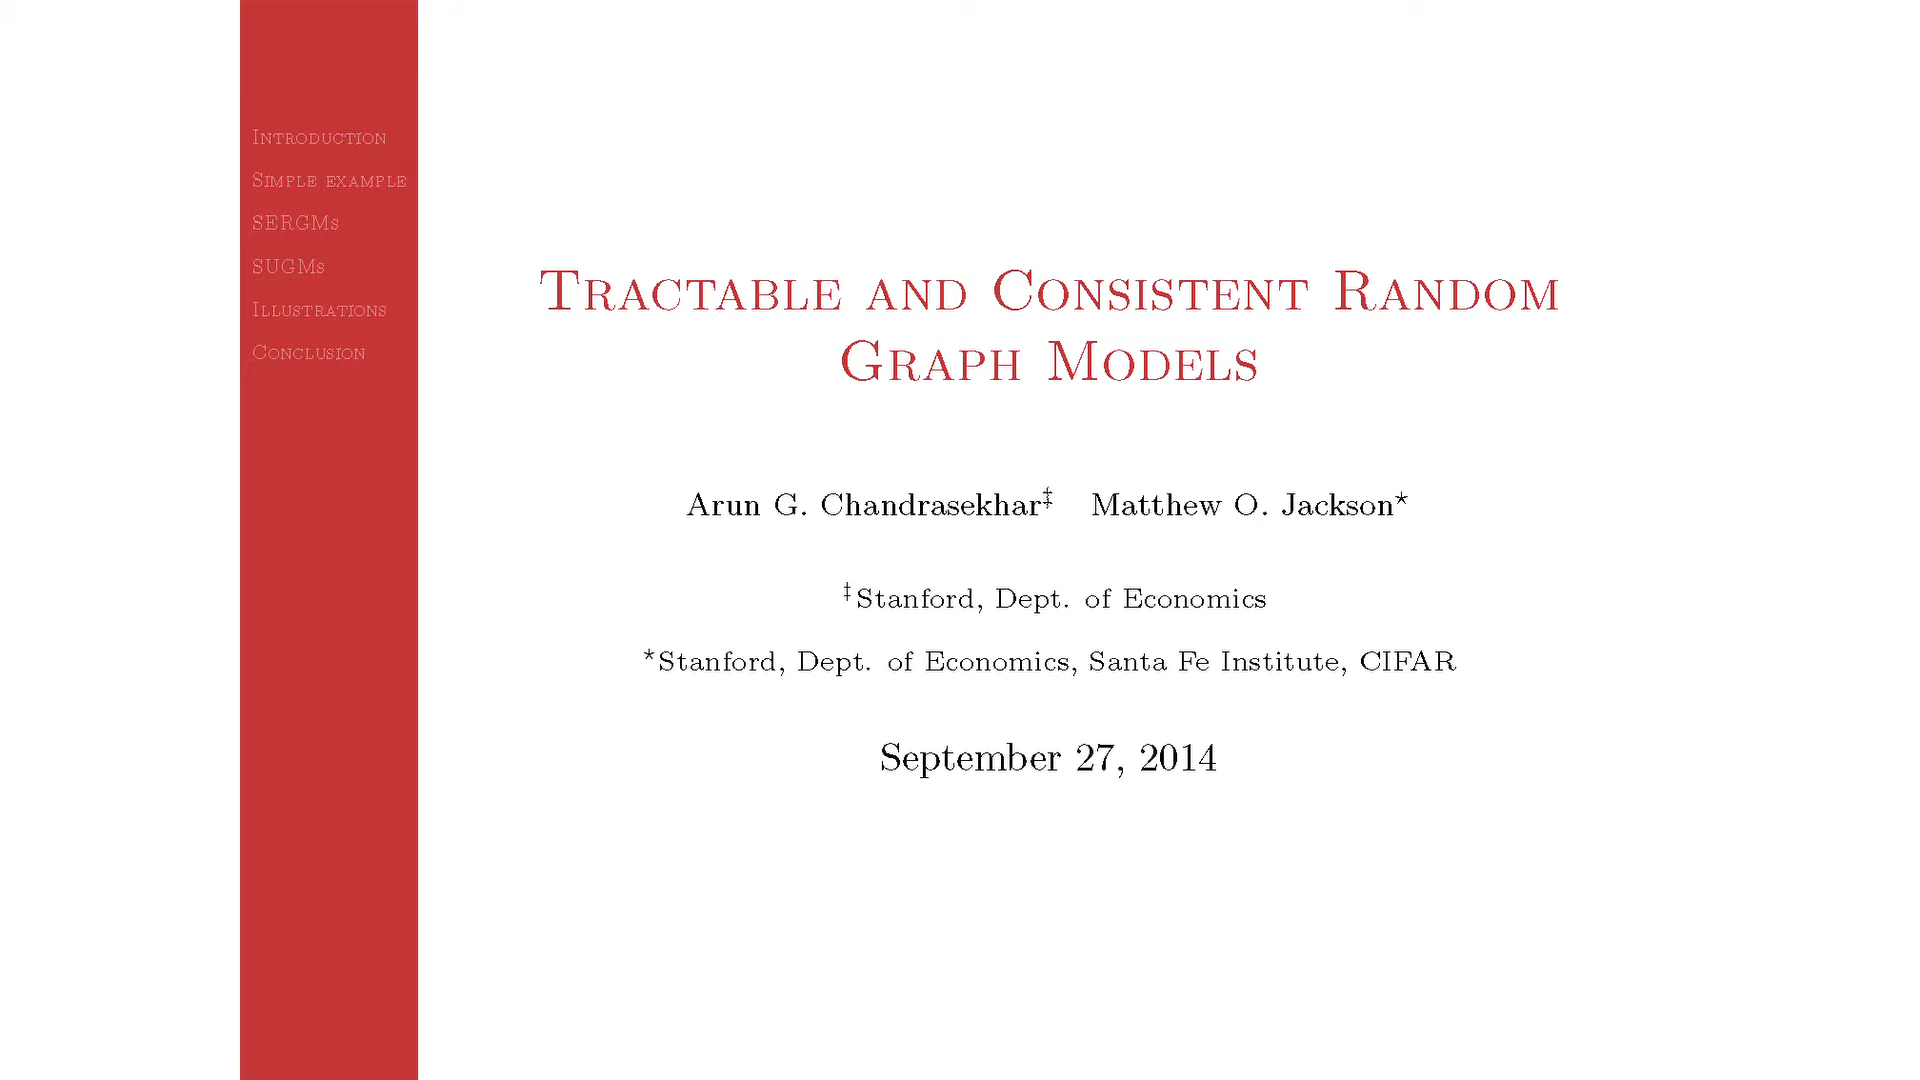 Introduction
Simple example
SERGMs
SUGMs
Illustrations
Conclusion
Tractable and Consistent Random
Graph Models
Arun G. Chandrasekhar‡ Matthew O. Jackson⋆
‡Stanford, Dept. of Economics
⋆Stanford, Dept. of Economics, Santa Fe Institute, CIFAR
September 27, 2014